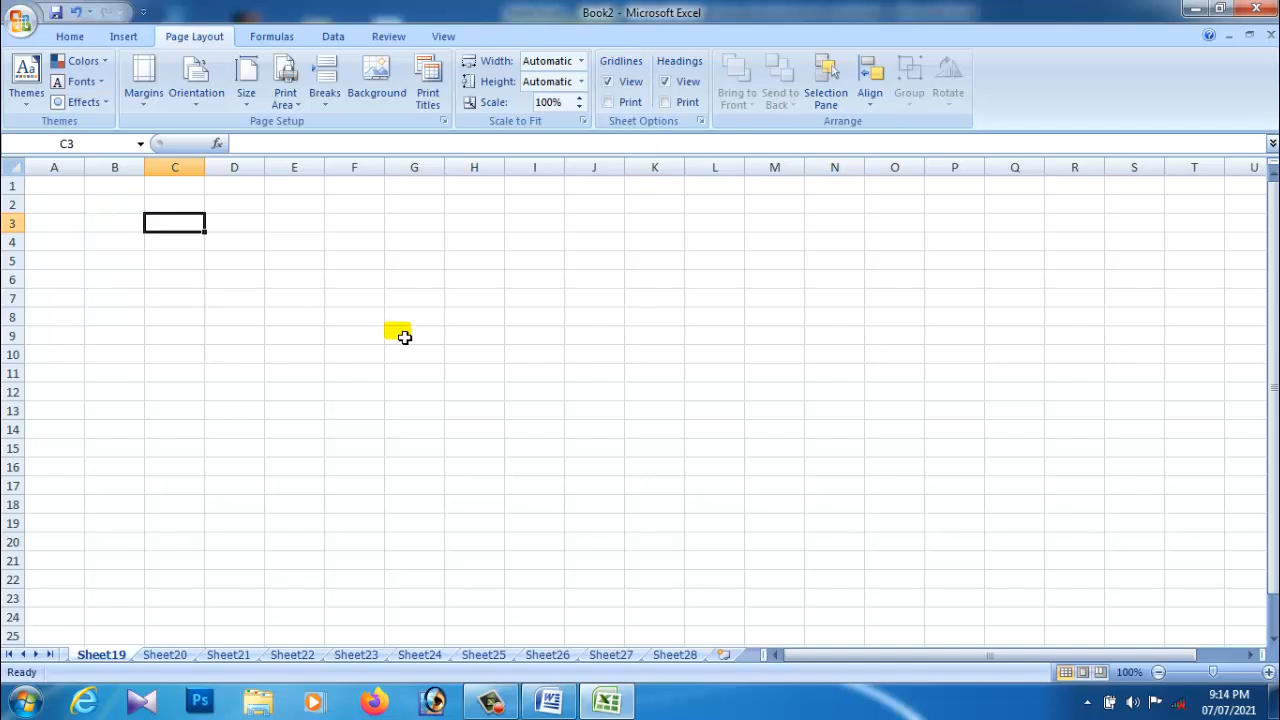 Book2 - Microsoft Excel
Home Insert Page Layout Formulas Data Review View
Themes
Colors
Fonts
Effects
Themes
Margins
Orientation
Size
Print
Area
Breaks
Background
Print
Titles
Page Setup
Width: Automatic
Height: Automatic
Scale: 100%
Scale to Fit
Gridlines
View
Print
Headings
View
Print
Sheet Options
Bring to
Front
Send to
Back
Selection
Pane
Align
Group
Rotate
Arrange
C3 fx
A B C D E F G H I J K L M N O P Q R S T U
1
2
3
4
5
6
7
8
9
10
11
12
13
14
15
16
17
18
19
20
21
22
23
24
25
Sheet19 Sheet20 Sheet21 Sheet22 Sheet23 Sheet24 Sheet25 Sheet26 Sheet27 Sheet28
Ready 100%
Ps
9:14 PM
07/07/2021